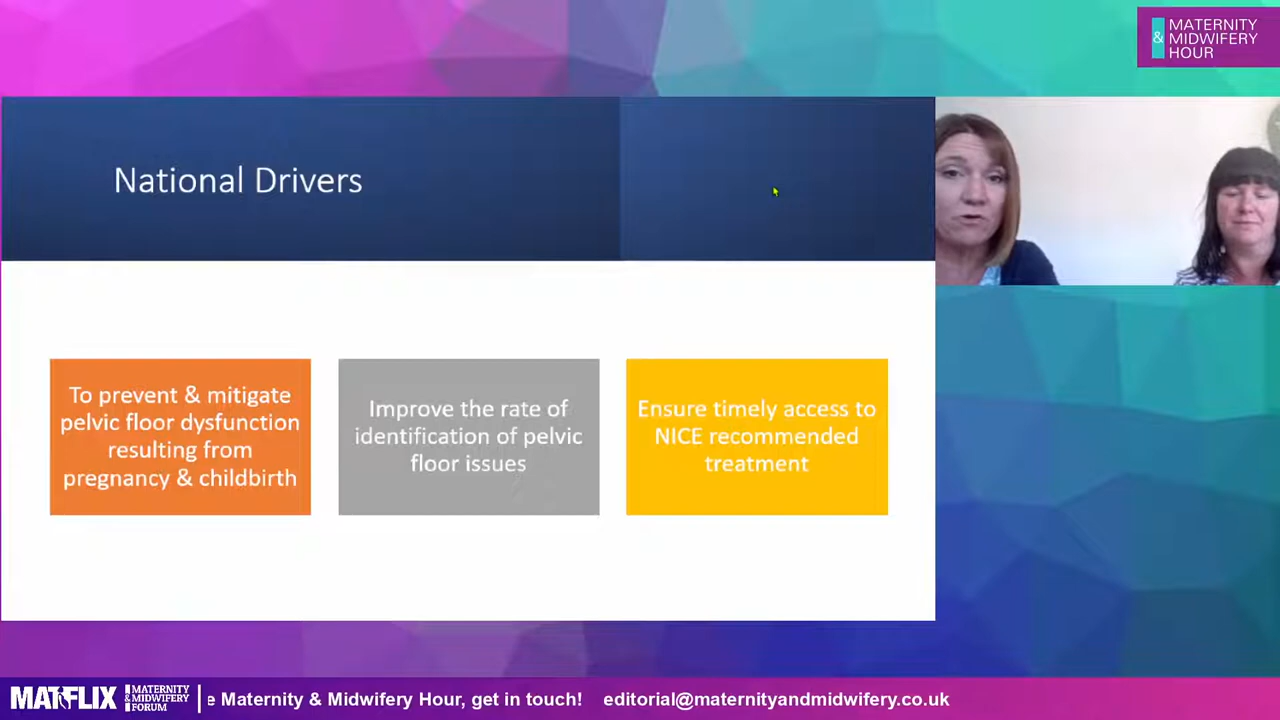 & MATERNITY
MIDWIFERY
HOUR
National Drivers
To prevent & mitigate
pelvic floor dysfunction
resulting from
pregnancy & childbirth
Improve the rate of
identification of pelvic
floor issues
Ensure timely access to
NICE recommended
treatment
MATFLIX
MATERNITY
& MIDWIFERY
FORUM
e Maternity & Midwifery Hour, get in touch! editorial@maternityandmidwifery.co.uk